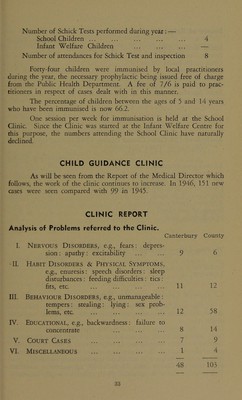 Number of Schick Tests performed during year:—
School Children ... ... ... ... ... 4
Infant Welfare Children ... ... ... —
Number of attendances for Schick Test and inspection 8
Forty-four children were immunised by local practitioners
during the year, the necessary prophylactic being issued free of charge
from the Public Health Department. A fee of 7/6 is paid to prac-
titioners in respect of cases dealt with in this manner.
The percentage of children between the ages of 5 and 14 years
who have been immunised is now 66.2.
One session per week for immunisation is held at the School
Clinic. Since the Clinic was started at the Infant Welfare Centre for
this purpose, the numbers attending the School Clinic have naturally
declined.
CHILD GUIDANCE CLINIC
As will be seen from the Report of the Medical Director which
follows, the work of the clinic continues to increase. In 1946, 151 new
cases were seen compared with 99 in 1945.
CLINIC REPORT
Analysis of Problems referred to the Clinic.
Canterbury County
I. NERVOUS DISORDERS, e.g., fears: depres-
sion: apathy: excitability ... ... 9 6
II. HABIT DISORDERS & PHYSICAL SYMPTOMS,
e.g., enuresis: speech disorders: sleep
disturbances: feeding difficulties: tics:
fits, etc. ... ... ... ... 11 12
III. BEHAVIOUR DISORDERS, e.g., unmanageable:
tempers: stealing: lying: sex prob-
lems, etc. ... ... ... ... 12 58
IV. EDUCATIONAL, e.g., backwardness: failure to
concentrate ... ... ... 8 14
V. COURT CASES ... ... ... ... 7 9
VI. MISCELLANEOUS ... ... ... ... 1 4
48 103